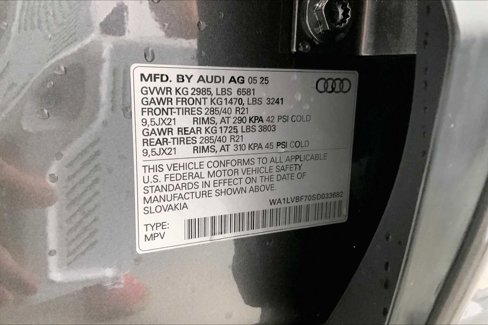 MFD. BY AUDI AG 05 25
GVWR KG 2985, LBS 6581
GAWR FRONT KG1470, LBS 3241
FRONT-TIRES 285/40 R21
9,5JX21 RIMS, AT 290 KPA 42 PSI COLD
GAWR REAR KG 1725 LBS 3803
REAR-TIRES 285/40 R21
9,5JX21 RIMS, AT 310 KPA 45 PSI COLD
THIS VEHICLE CONFORMS TO ALL APPLICABLE
U.S. FEDERAL MOTOR VEHICLE SAFETY
STANDARDS IN EFFECT ON THE DATE OF
MANUFACTURE SHOWN ABOVE.
SLOVAKIA
WA1LVBF70SD033682
TYPE:
MPV